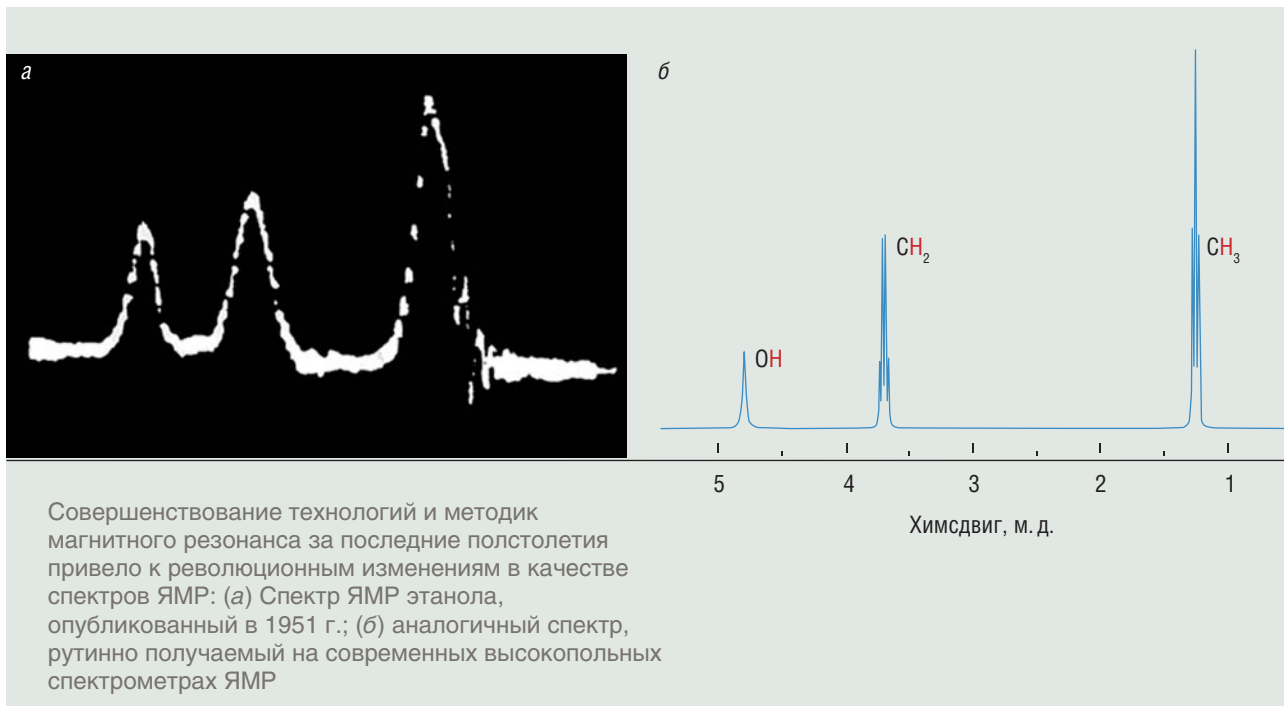 а
б
CH₂
CH₃
OH
5 4 3 2 1
Химсдвиг, м. д.
Совершенствование технологий и методик
магнитного резонанса за последние полстолетия
привело к революционным изменениям в качестве
спектров ЯМР: (а) Спектр ЯМР этанола,
опубликованный в 1951 г.; (б) аналогичный спектр,
рутинно получаемый на современных высокопольных
спектрометрах ЯМР